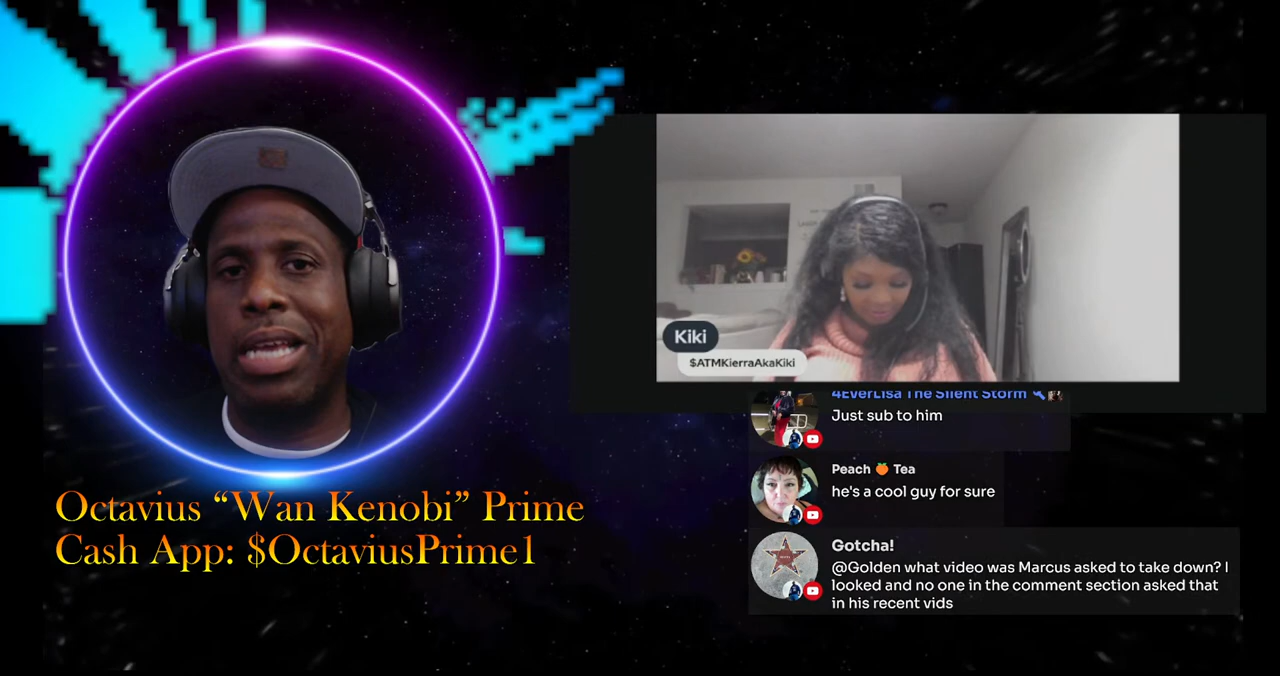 Kiki
$ATMKierraAkaKiki
4EverLisa The Silent Storm
Just sub to him
Peach 🍑 Tea
he's a cool guy for sure
Gotcha!
@Golden what video was Marcus asked to take down? I
looked and no one in the comment section asked that
in his recent vids
Octavius “Wan Kenobi” Prime
Cash App: $OctaviusPrime1